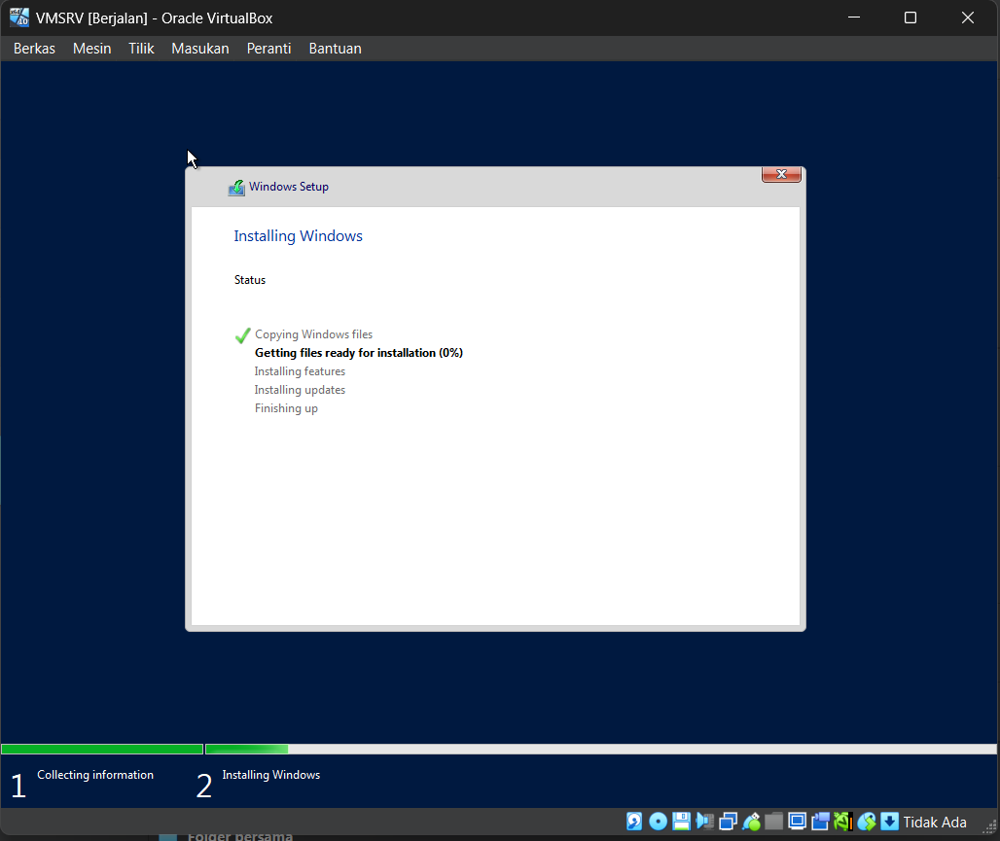 VMSRV [Berjalan] - Oracle VirtualBox
Berkas Mesin Tilik Masukan Peranti Bantuan
Windows Setup
Installing Windows
Status
Copying Windows files
Getting files ready for installation (0%)
Installing features
Installing updates
Finishing up
1 Collecting information 2 Installing Windows
Tidak Ada
Folder bersama